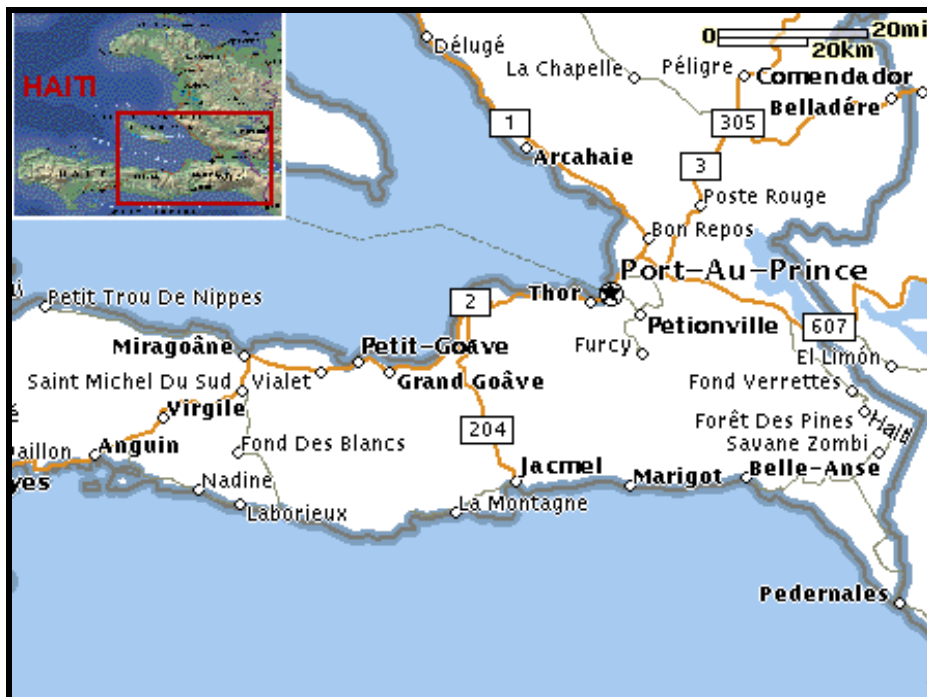 HAITI
Délugé
0
20mi
20km
La Chapelle
Péligre
Comendador
Belladére
1
305
Arcahaie
3
Poste Rouge
Bon Repos
Port-Au-Prince
Petit Trou De Nippes
2
Thor
Petionville
607
Miragoâne
Petit-Goave
Furcy
El Limón
Saint Michel Du Sud
Vialet
Grand Goâve
Fond Verrettes
Virgile
Forêt Des Pines
Haiti
204
Savane Zombi
Anguin
Fond Des Blancs
aillon
yes
Nadine
Jacmel
Marigot
Belle-Anse
Laborieux
La Montagne
Pedernales